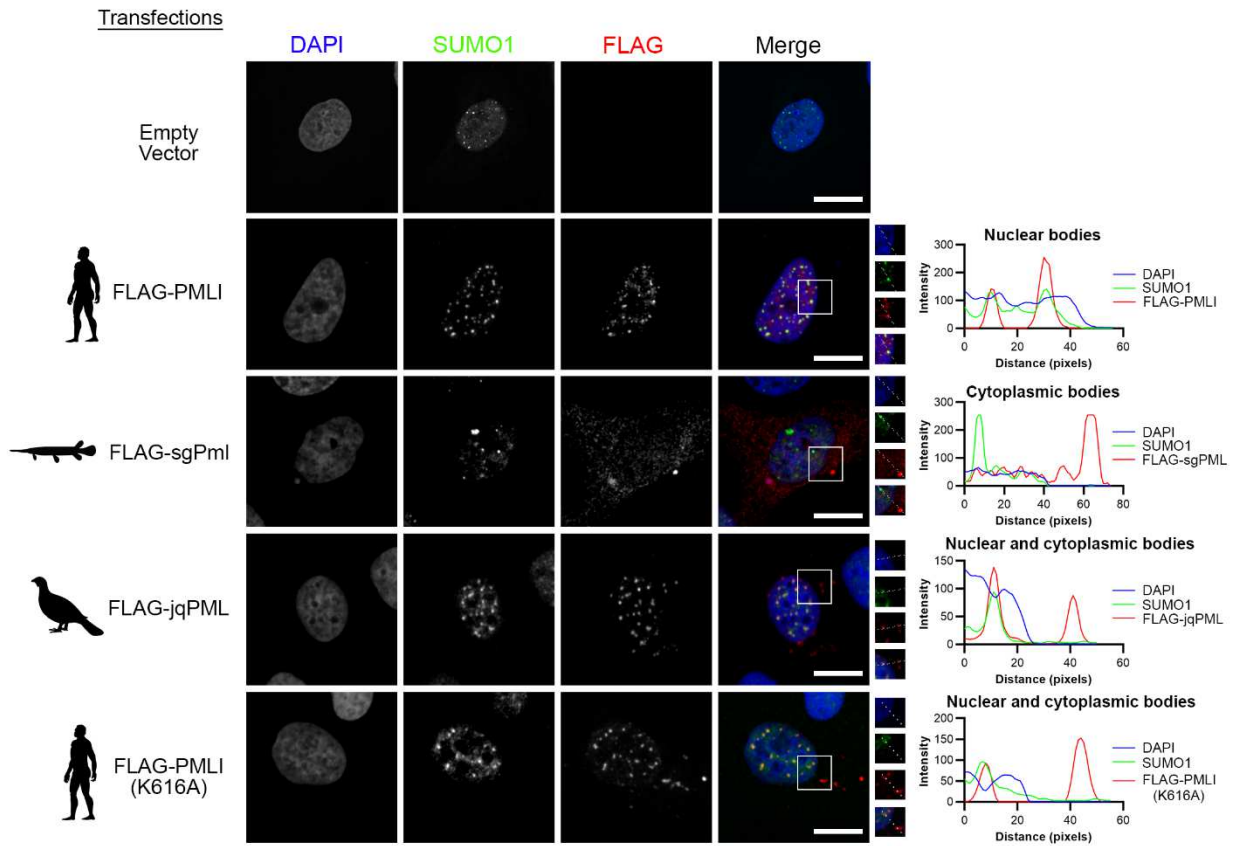 Transfections
DAPI SUMO1 FLAG Merge
Empty
Vector
FLAG-PMLI
Nuclear bodies
Intensity
300
200
100
0
0 20 40 60
Distance (pixels)
DAPI
SUMO1
FLAG-PMLI
FLAG-sgPml
Cytoplasmic bodies
Intensity
300
200
100
0
0 20 40 60 80
Distance (pixels)
DAPI
SUMO1
FLAG-sgPML
FLAG-jqPML
Nuclear and cytoplasmic bodies
Intensity
150
100
50
0
0 20 40 60
Distance (pixels)
DAPI
SUMO1
FLAG-jqPML
FLAG-PMLI
(K616A)
Nuclear and cytoplasmic bodies
Intensity
200
150
100
50
0
0 20 40 60
Distance (pixels)
DAPI
SUMO1
FLAG-PMLI
(K616A)